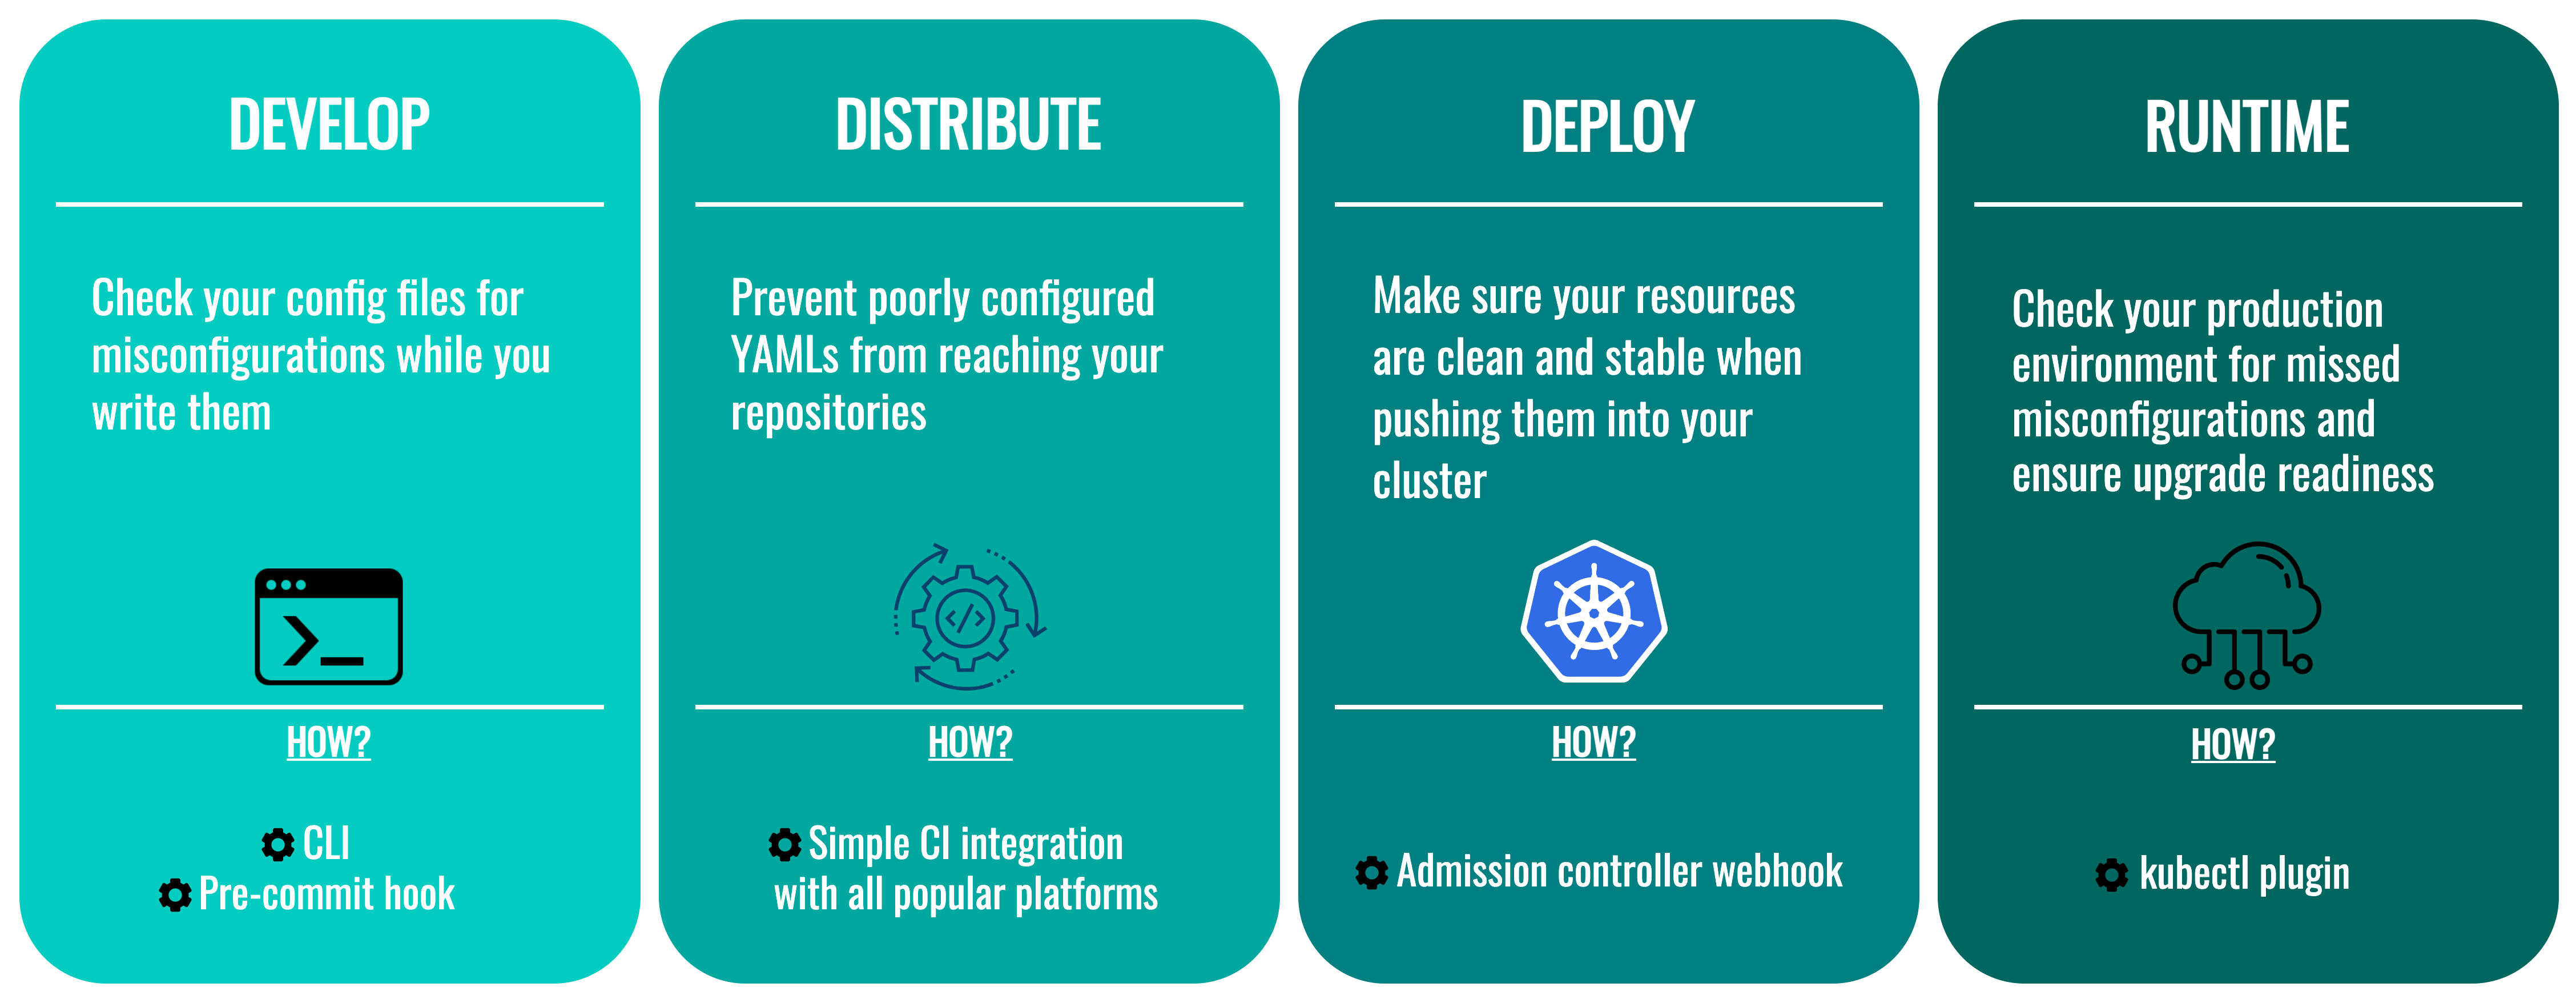 DEVELOP
Check your config files for
misconfigurations while you
write them
HOW?
CLI
Pre-commit hook
DISTRIBUTE
Prevent poorly configured
YAMLs from reaching your
repositories
HOW?
Simple CI integration
with all popular platforms
DEPLOY
Make sure your resources
are clean and stable when
pushing them into your
cluster
HOW?
Admission controller webhook
RUNTIME
Check your production
environment for missed
misconfigurations and
ensure upgrade readiness
HOW?
kubectl plugin